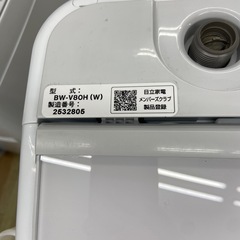 型　　式：
BW-V80H (W)
製造番号：
2532805
日立家電
メンバーズクラブ
製品登録